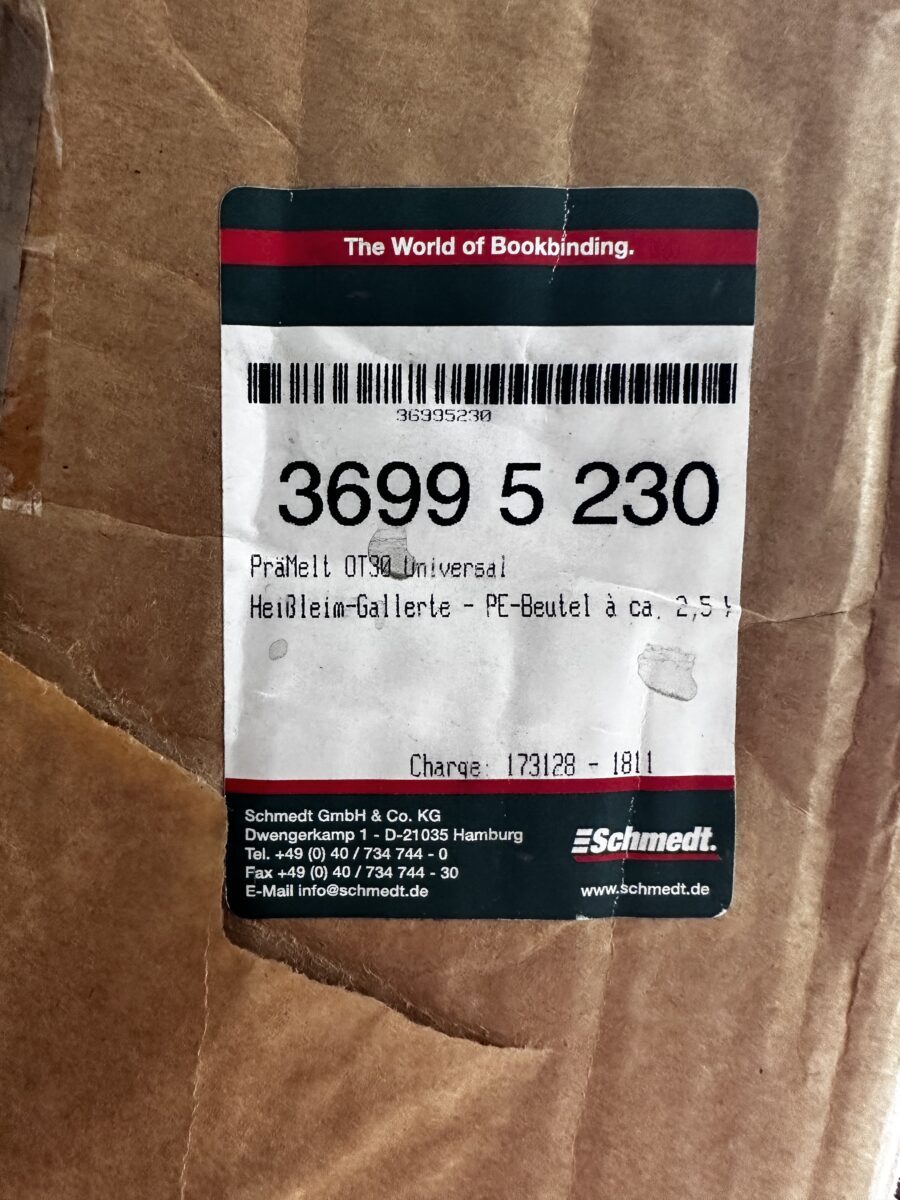 The World of Bookbinding.
36995230
3699 5 230
PräMelt OT90 Universal
Heißleim-Gallerte - PE-Beutel à ca. 2,5
Charge: 173128 - 1811
Schmedt GmbH & Co. KG
Dwengerkamp 1 - D-21035 Hamburg
Tel. +49 (0) 40 / 734 744 - 0
Fax +49 (0) 40 / 734 744 - 30
E-Mail info@schmedt.de
Schmedt.
www.schmedt.de